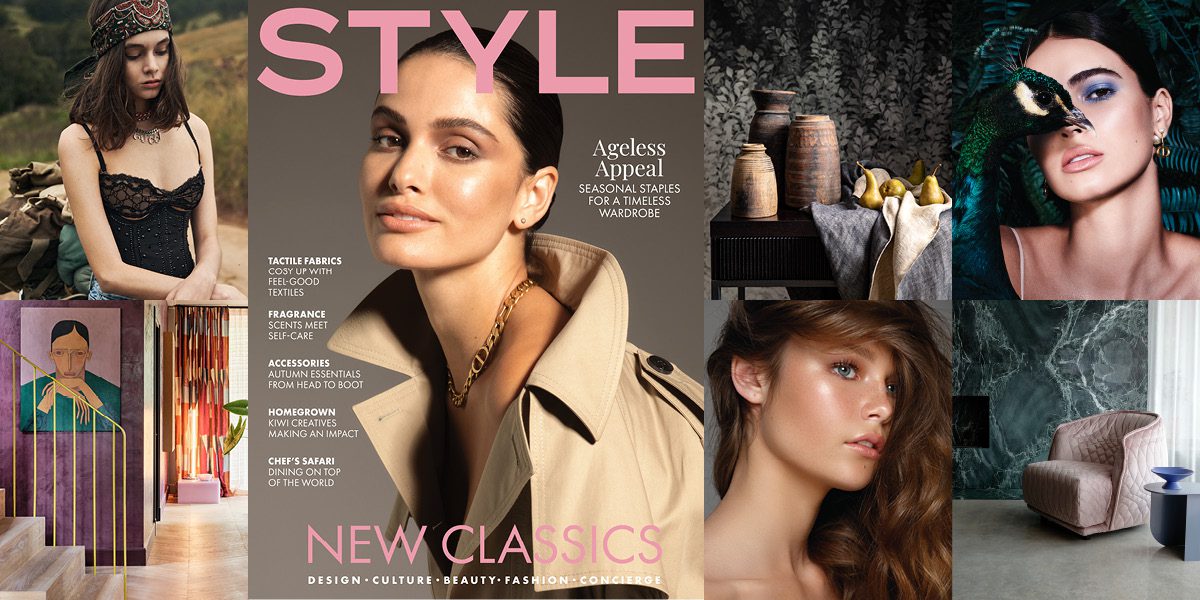 STYLE
Ageless
Appeal
SEASONAL STAPLES
FOR A TIMELESS
WARDROBE
TACTILE FABRICS
COSY UP WITH
FEEL-GOOD
TEXTILES
FRAGRANCE
SCENTS MEET
SELF-CARE
ACCESSORIES
AUTUMN ESSENTIALS
FROM HEAD TO BOOT
HOMEGROWN
KIWI CREATIVES
MAKING AN IMPACT
CHEF'S SAFARI
DINING ON TOP
OF THE WORLD
NEW CLASSICS
DESIGN • CULTURE • BEAUTY • FASHION • CONCIERGE